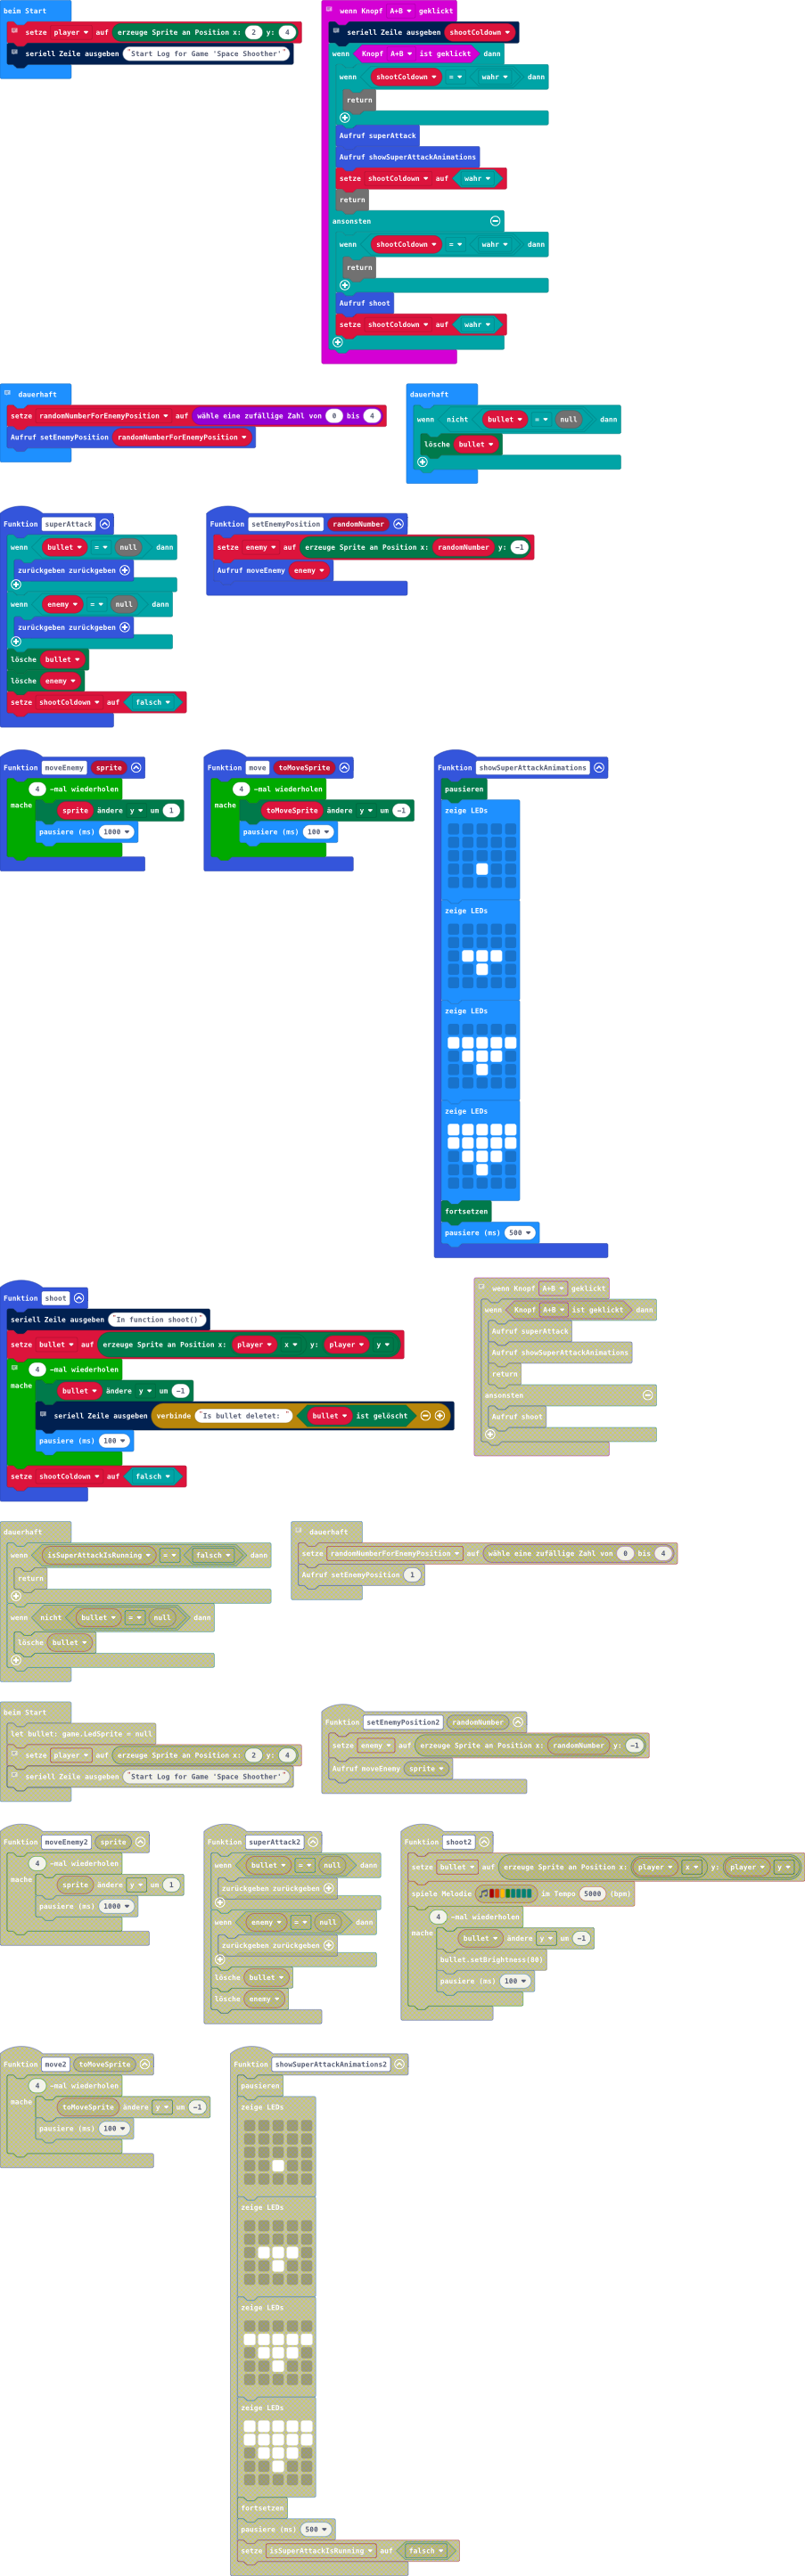 beim Start
setze player auf erzeuge Sprite an Position x: 2 y: 4
seriell Zeile ausgeben "Start Log for Game 'Space Shoother'"
wenn Knopf A+B geklickt
seriell Zeile ausgeben shootColdown
wenn Knopf A+B ist geklickt dann
wenn shootColdown = wahr dann
return
Aufruf superAttack
Aufruf showSuperAttackAnimations
setze shootColdown auf wahr
return
ansonsten
wenn shootColdown = wahr dann
return
Aufruf shoot
setze shootColdown auf wahr
dauerhaft
setze randomNumberForEnemyPosition auf wähle eine zufällige Zahl von 0 bis 4
Aufruf setEnemyPosition randomNumberForEnemyPosition
dauerhaft
wenn nicht bullet = null dann
lösche bullet
Funktion superAttack
wenn bullet = null dann
zurückgeben zurückgeben
wenn enemy = null dann
zurückgeben zurückgeben
lösche bullet
lösche enemy
setze shootColdown auf falsch
Funktion setEnemyPosition randomNumber
setze enemy auf erzeuge Sprite an Position x: randomNumber y: -1
Aufruf moveEnemy enemy
Funktion moveEnemy sprite
4 -mal wiederholen
mache sprite ändere y um 1
pausiere (ms) 1000
Funktion move toMoveSprite
4 -mal wiederholen
mache toMoveSprite ändere y um -1
pausiere (ms) 100
Funktion showSuperAttackAnimations
pausieren
zeige LEDs
zeige LEDs
zeige LEDs
zeige LEDs
fortsetzen
pausiere (ms) 500
Funktion shoot
seriell Zeile ausgeben "In function shoot()"
setze bullet auf erzeuge Sprite an Position x: player x y: player y
4 -mal wiederholen
mache bullet ändere y um -1
seriell Zeile ausgeben verbinde "Is bullet deletet: " bullet ist gelöscht
pausiere (ms) 100
setze shootColdown auf falsch
wenn Knopf A+B geklickt
wenn Knopf A+B ist geklickt dann
Aufruf superAttack
Aufruf showSuperAttackAnimations
return
ansonsten
Aufruf shoot
dauerhaft
wenn isSuperAttackIsRunning = falsch dann
return
wenn nicht bullet = null dann
lösche bullet
dauerhaft
setze randomNumberForEnemyPosition auf wähle eine zufällige Zahl von 0 bis 4
Aufruf setEnemyPosition 1
beim Start
let bullet: game.LedSprite = null
setze player auf erzeuge Sprite an Position x: 2 y: 4
seriell Zeile ausgeben "Start Log for Game 'Space Shoother'"
Funktion setEnemyPosition2 randomNumber
setze enemy auf erzeuge Sprite an Position x: randomNumber y: -1
Aufruf moveEnemy sprite
Funktion moveEnemy2 sprite
4 -mal wiederholen
mache sprite ändere y um 1
pausiere (ms) 1000
Funktion superAttack2
wenn bullet = null dann
zurückgeben zurückgeben
wenn enemy = null dann
zurückgeben zurückgeben
lösche bullet
lösche enemy
Funktion shoot2
setze bullet auf erzeuge Sprite an Position x: player x y: player y
spiele Melodie im Tempo 5000 (bpm)
4 -mal wiederholen
mache bullet ändere y um -1
bullet.setBrightness(80)
pausiere (ms) 100
Funktion move2 toMoveSprite
4 -mal wiederholen
mache toMoveSprite ändere y um -1
pausiere (ms) 100
Funktion showSuperAttackAnimations2
pausieren
zeige LEDs
zeige LEDs
zeige LEDs
zeige LEDs
fortsetzen
pausiere (ms) 500
setze isSuperAttackIsRunning auf falsch